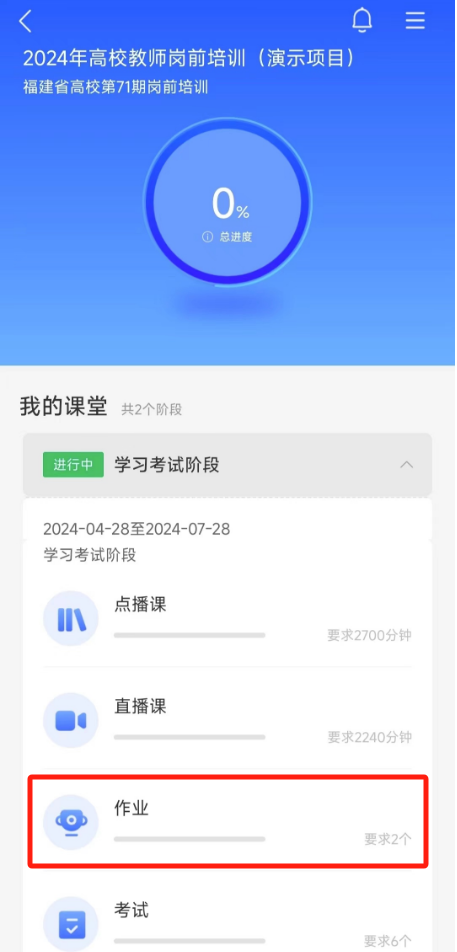 2024年高校教师岗前培训（演示项目）
福建省高校第71期岗前培训
0%
总进度
我的课堂 共2个阶段
进行中 学习考试阶段
2024-04-28至2024-07-28
学习考试阶段
点播课
要求2700分钟
直播课
要求2240分钟
作业
要求2个
考试
要求6个